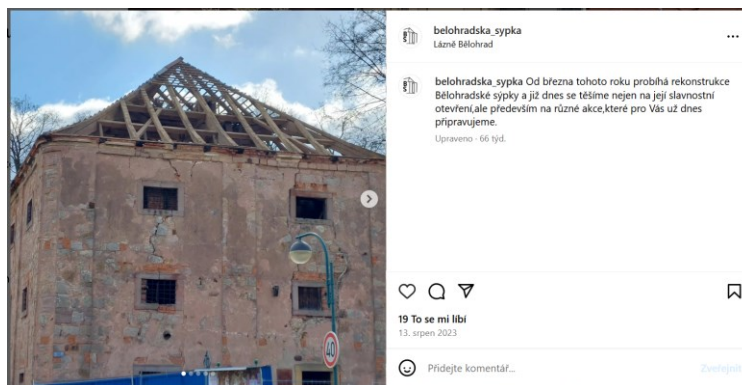 belohradska_sypka
Lázně Bělohrad
belohradska_sypka Od března tohoto roku probíhá rekonstrukce
Bělohradské sýpky a již dnes se těšíme nejen na její slavnostní
otevření,ale především na různé akce,které pro Vás už dnes
připravujeme.
Upraveno · 66 týd.
40
19 To se mi líbí
13. srpen 2023
Přidejte komentář...
Zveřejnit